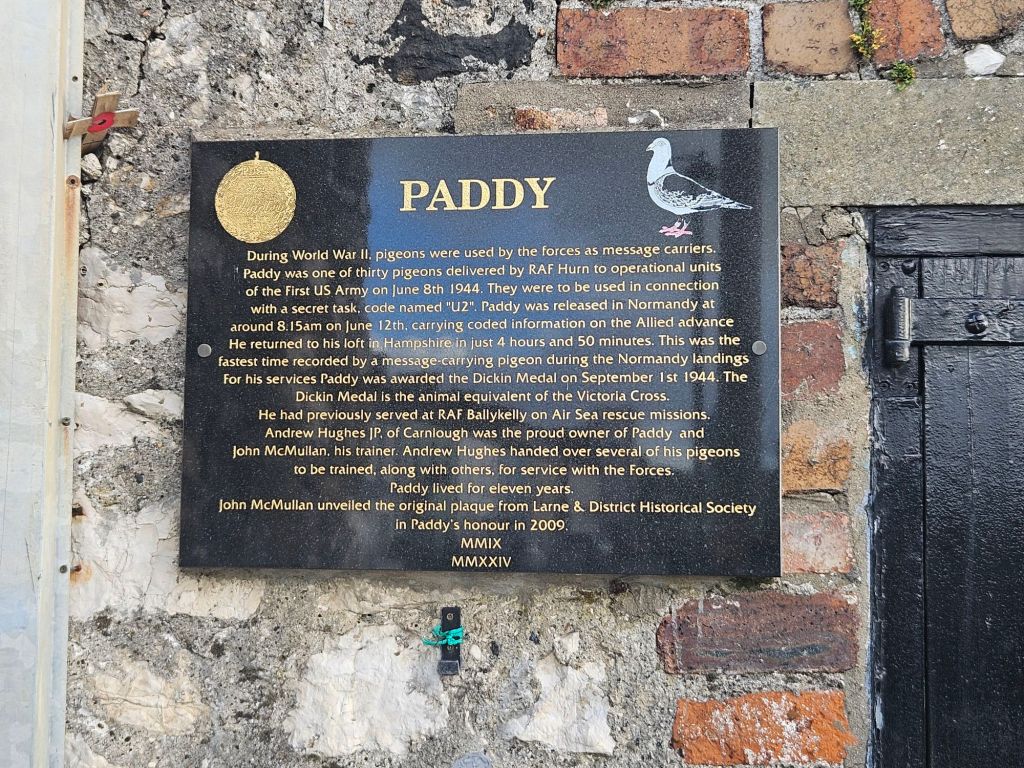 PADDY
During World War II, pigeons were used by the forces as message carriers.
Paddy was one of thirty pigeons delivered by RAF Hurn to operational units
of the First US Army on June 8th 1944. They were to be used in connection
with a secret task, code named "U2". Paddy was released in Normandy at
around 8.15am on June 12th, carrying coded information on the Allied advance
He returned to his loft in Hampshire in just 4 hours and 50 minutes. This was the
fastest time recorded by a message-carrying pigeon during the Normandy landings
For his services Paddy was awarded the Dickin Medal on September 1st 1944. The
Dickin Medal is the animal equivalent of the Victoria Cross.
He had previously served at RAF Ballykelly on Air Sea rescue missions.
Andrew Hughes JP, of Carnlough was the proud owner of Paddy and
John McMullan, his trainer. Andrew Hughes handed over several of his pigeons
to be trained, along with others, for service with the Forces.
Paddy lived for eleven years.
John McMullan unveiled the original plaque from Larne & District Historical Society
in Paddy's honour in 2009.
MMIX
MMXXIV